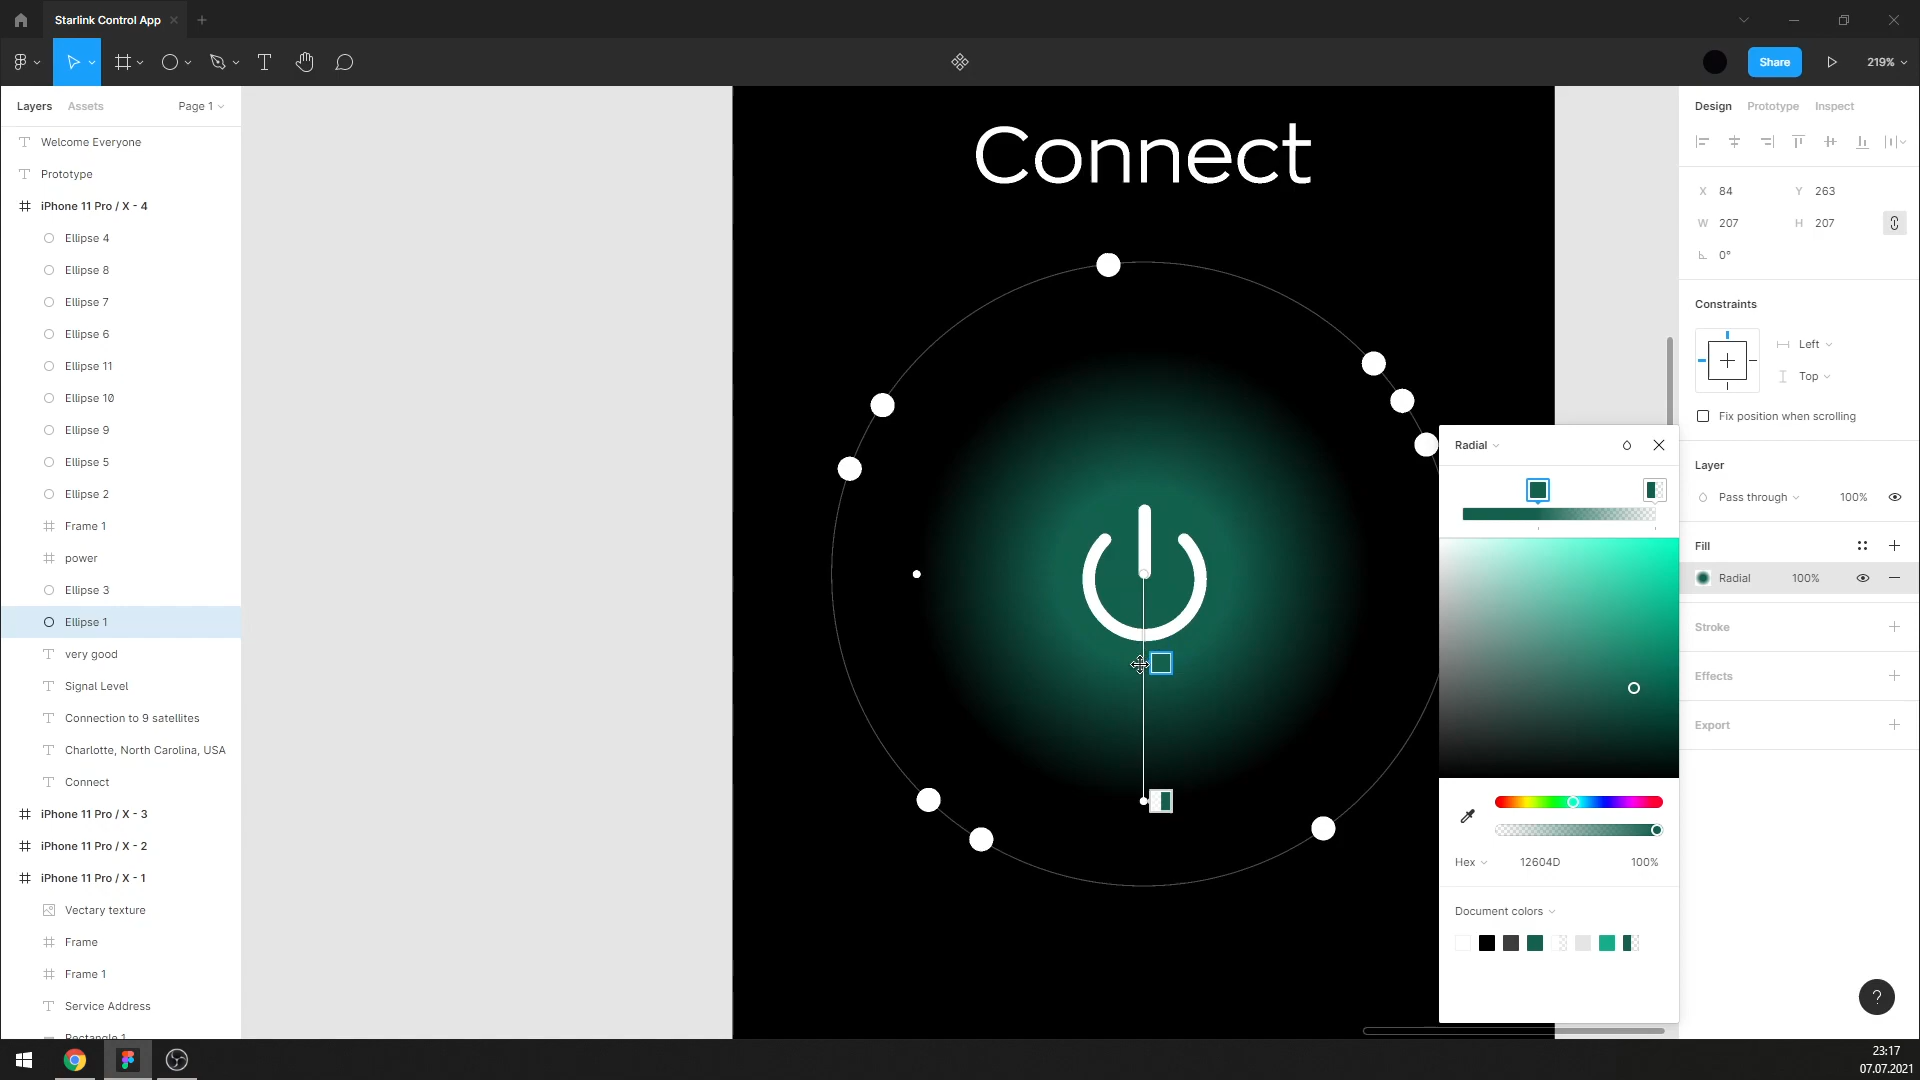 Starlink Control App
Share
219%
Layers
Assets
Page 1
Design
Prototype
Inspect
Welcome Everyone
Prototype
iPhone 11 Pro / X - 4
Ellipse 4
Ellipse 8
Ellipse 7
Ellipse 6
Ellipse 11
Ellipse 10
Ellipse 9
Ellipse 5
Ellipse 2
Frame 1
power
Ellipse 3
Ellipse 1
very good
Signal Level
Connection to 9 satellites
Charlotte, North Carolina, USA
Connect
iPhone 11 Pro / X - 3
iPhone 11 Pro / X - 2
iPhone 11 Pro / X - 1
Vectary texture
Frame
Frame 1
Service Address
Rectangle 1
Connect
X 84
Y 263
W 207
H 207
0°
Constraints
Left
Top
Fix position when scrolling
Layer
Pass through
100%
Fill
Radial
100%
Stroke
Effects
Export
Radial
Hex
12604D
100%
Document colors
?
23:17
07.07.2021